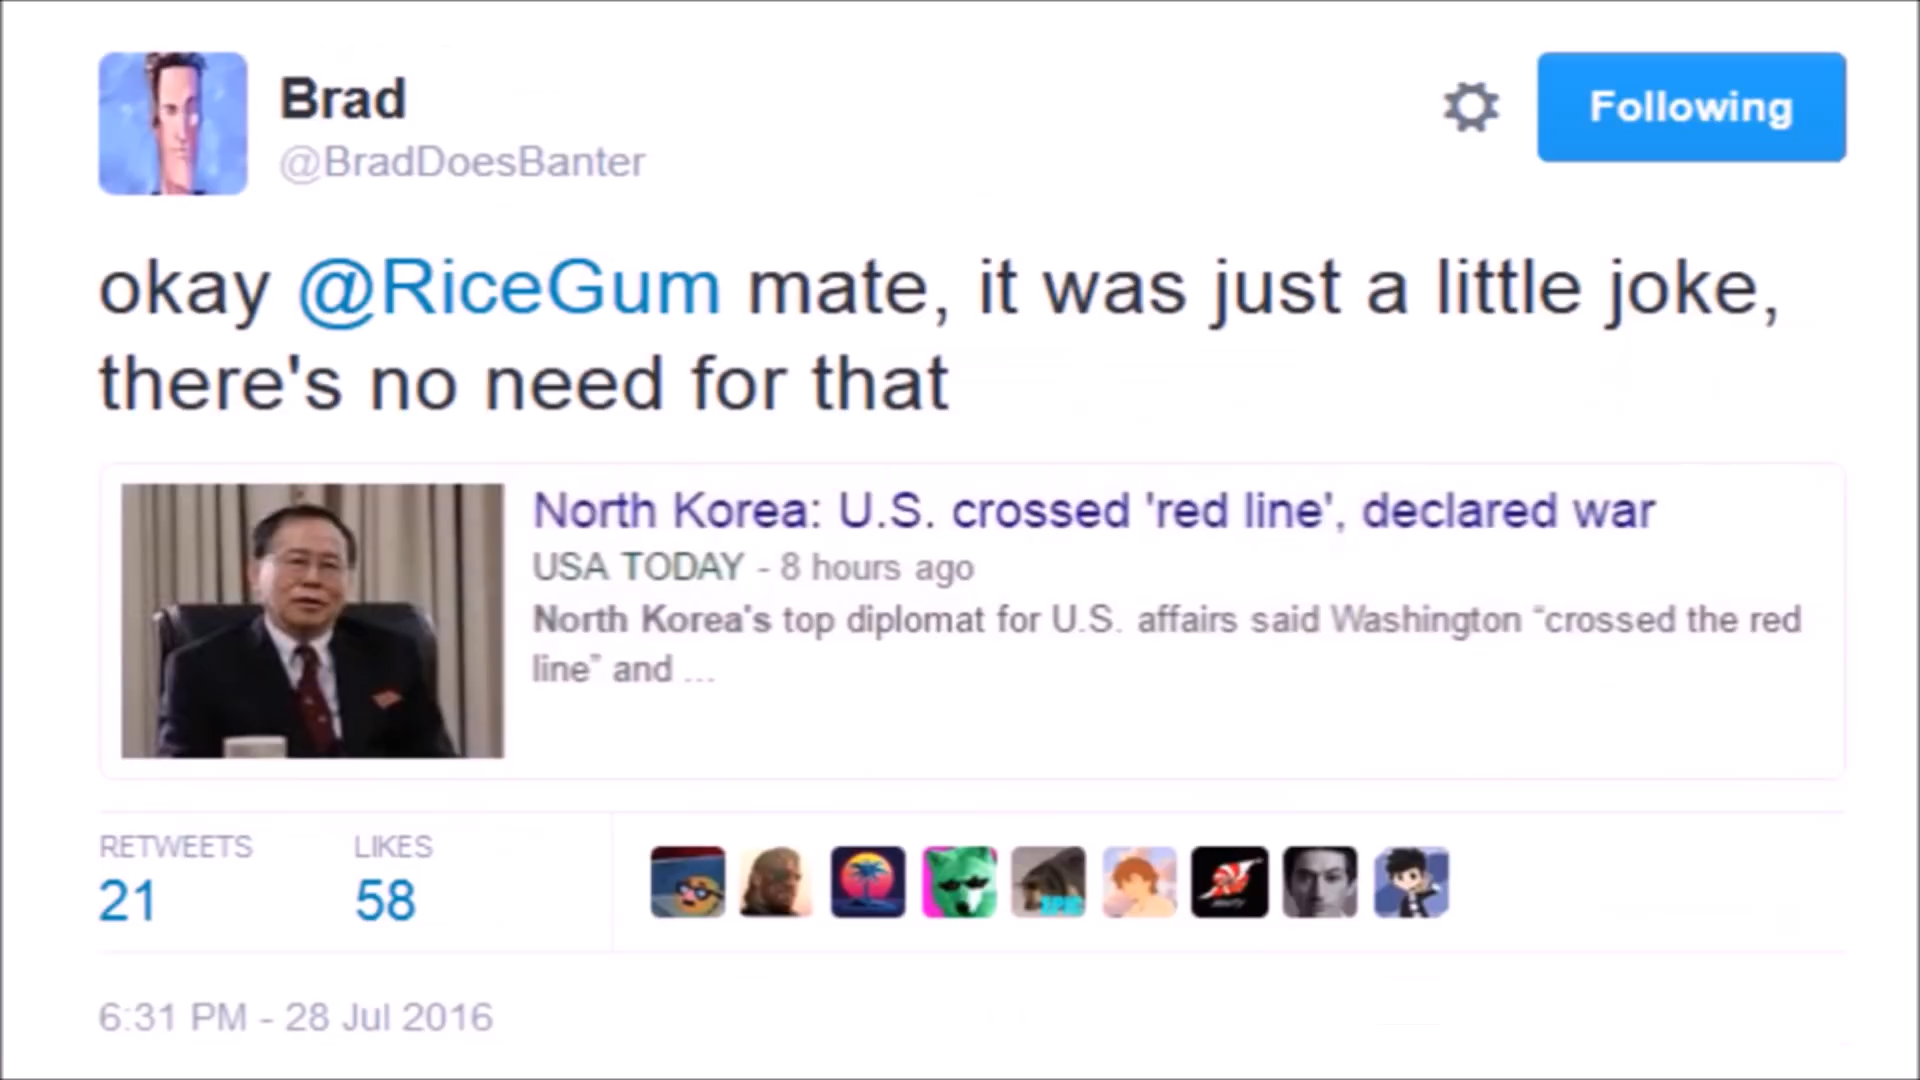 Brad
@BradDoesBanter
Following
okay @RiceGum mate, it was just a little joke,
there's no need for that
North Korea: U.S. crossed 'red line', declared war
USA TODAY - 8 hours ago
North Korea's top diplomat for U.S. affairs said Washington “crossed the red
line” and ...
RETWEETS LIKES
21 58
6:31 PM - 28 Jul 2016